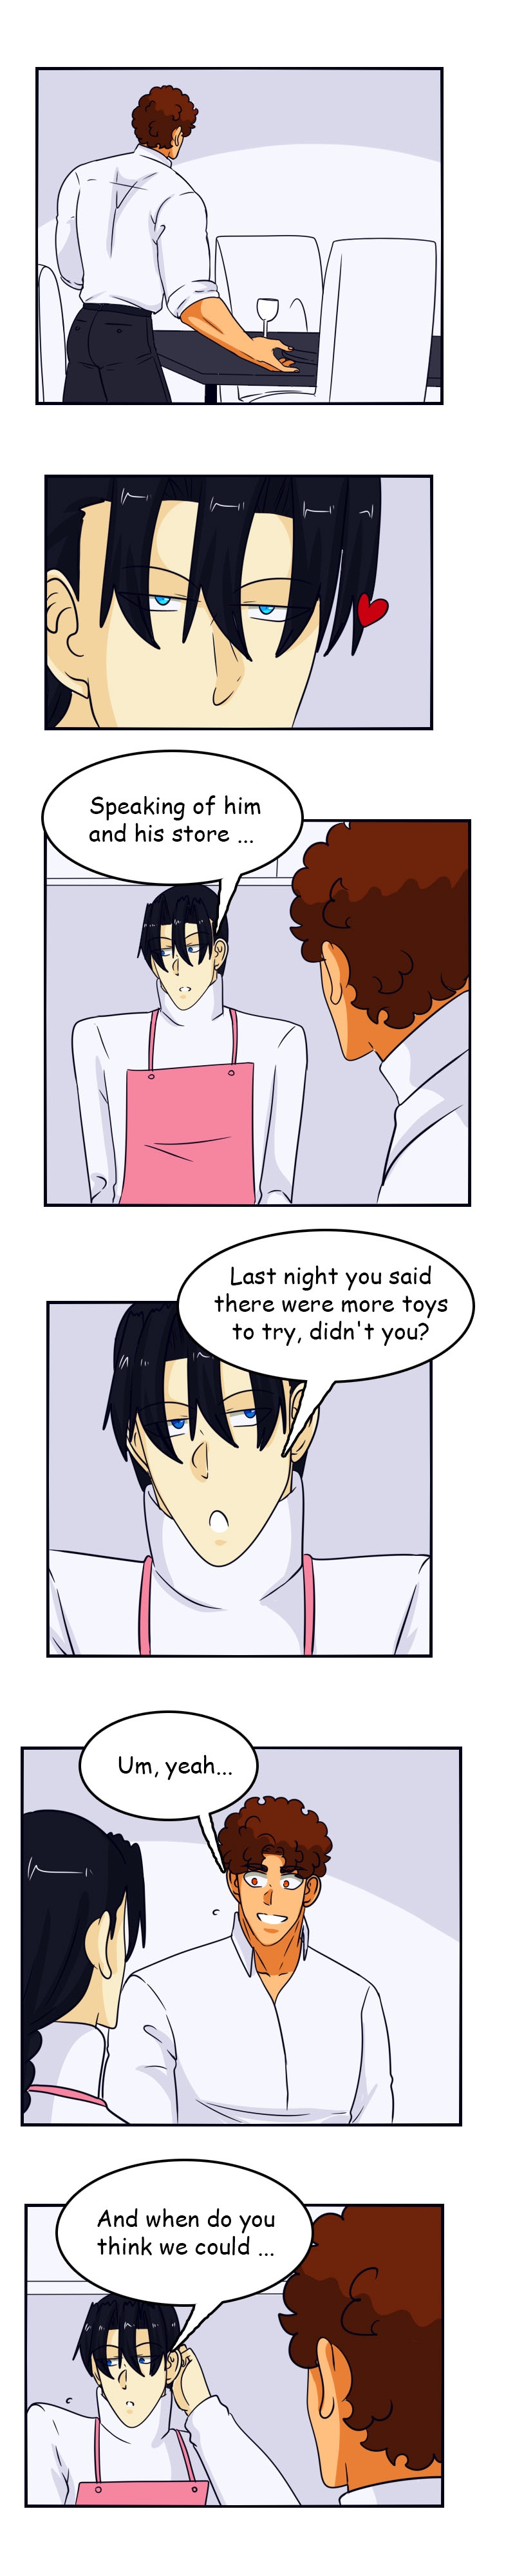 Speaking of him
and his store ...
Last night you said
there were more toys
to try, didn't you?
Um, yeah...
And when do you
think we could ...